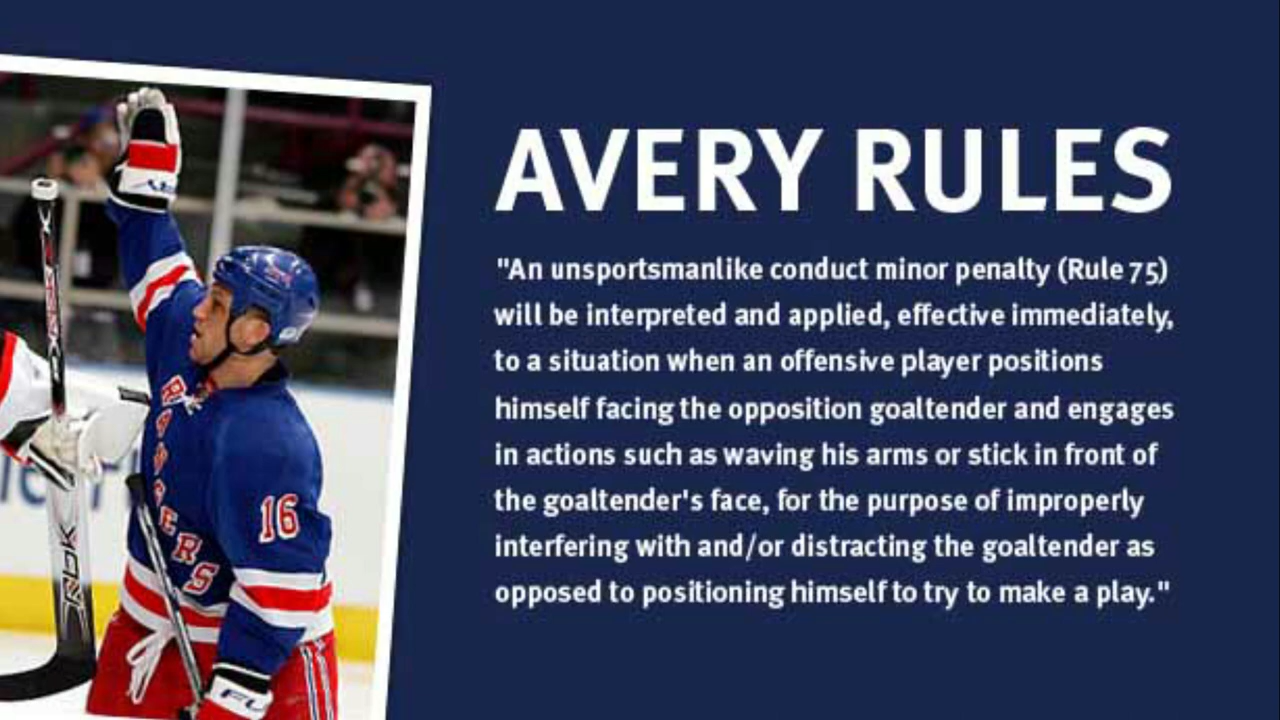 AVERY RULES
"An unsportsmanlike conduct minor penalty (Rule 75)
will be interpreted and applied, effective immediately,
to a situation when an offensive player positions
himself facing the opposition goaltender and engages
in actions such as waving his arms or stick in front of
the goaltender's face, for the purpose of improperly
interfering with and/or distracting the goaltender as
opposed to positioning himself to try to make a play."
RANGERS
16